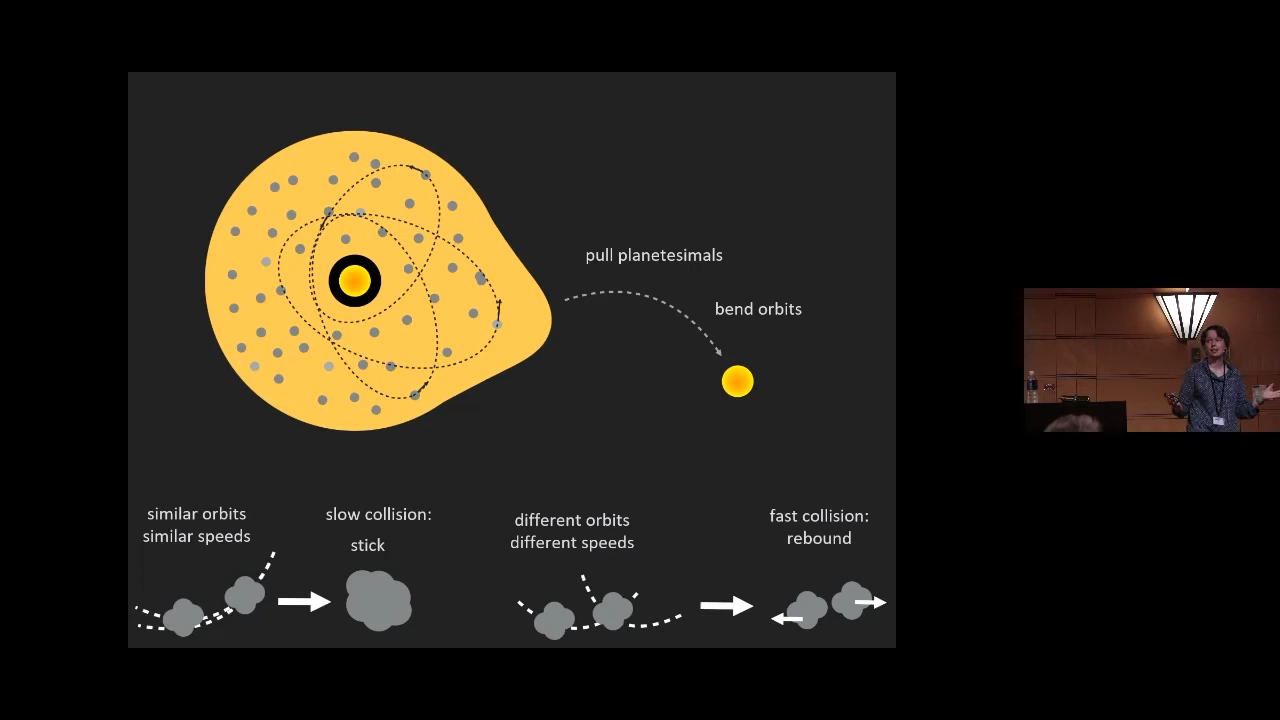 pull planetesimals
bend orbits
similar orbits
similar speeds
slow collision:
stick
different orbits
different speeds
fast collision:
rebound